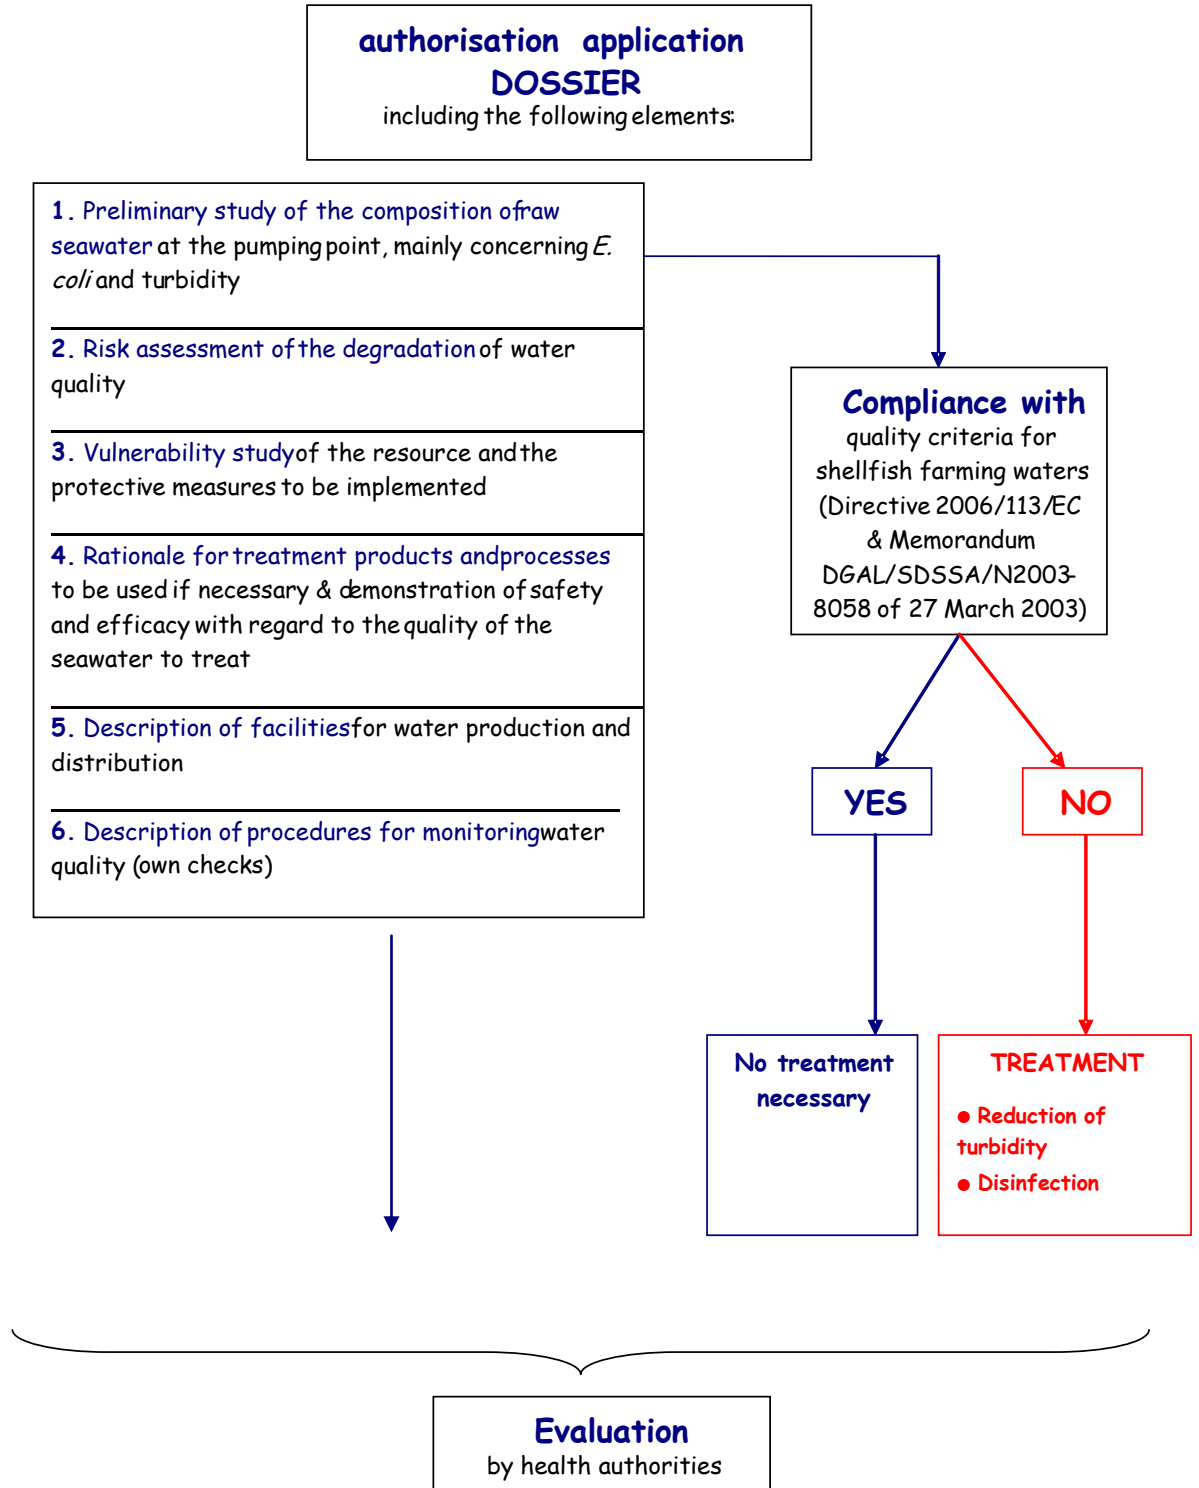 authorisation application
DOSSIER
including the following elements:
1. Preliminary study of the composition of raw
seawater at the pumping point, mainly concerning E.
coli and turbidity
2. Risk assessment of the degradation of water
quality
3. Vulnerability study of the resource and the
protective measures to be implemented
4. Rationale for treatment products and processes
to be used if necessary & demonstration of safety
and efficacy with regard to the quality of the
seawater to treat
5. Description of facilities for water production and
distribution
6. Description of procedures for monitoring water
quality (own checks)
Compliance with
quality criteria for
shellfish farming waters
(Directive 2006/113/EC
& Memorandum
DGAL/SDSSA/N2003-
8058 of 27 March 2003)
YES
NO
No treatment
necessary
TREATMENT
● Reduction of
turbidity
● Disinfection
Evaluation
by health authorities